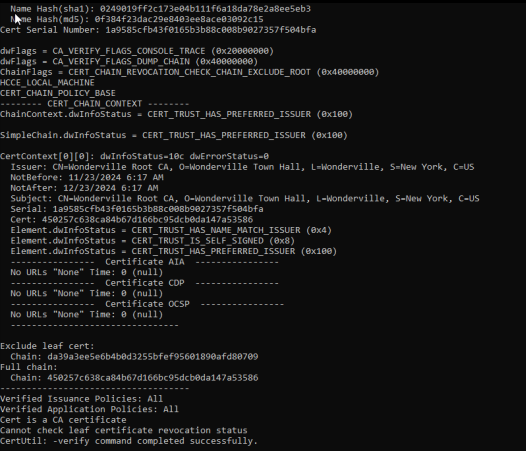 Name Hash(sha1): 0249019ff2c173e04b111f6a18da78e2a8ee5eb3
Name Hash(md5): 0f384f23dac29e8403ee8ace03092c15
Cert Serial Number: 1a9585cfb43f0165b3b88c008b9027357f504bfa
dwFlags = CA_VERIFY_FLAGS_CONSOLE_TRACE (0x20000000)
dwFlags = CA_VERIFY_FLAGS_DUMP_CHAIN (0x40000000)
ChainFlags = CERT_CHAIN_REVOCATION_CHECK_CHAIN_EXCLUDE_ROOT (0x40000000)
HCCE_LOCAL_MACHINE
CERT_CHAIN_POLICY_BASE
-------- CERT_CHAIN_CONTEXT --------
ChainContext.dwInfoStatus = CERT_TRUST_HAS_PREFERRED_ISSUER (0x100)
SimpleChain.dwInfoStatus = CERT_TRUST_HAS_PREFERRED_ISSUER (0x100)
CertContext[0][0]: dwInfoStatus=10c dwErrorStatus=0
Issuer: CN=Wonderville Root CA, O=Wonderville Town Hall, L=Wonderville, S=New York, C=US
NotBefore: 11/23/2024 6:17 AM
NotAfter: 12/23/2024 6:17 AM
Subject: CN=Wonderville Root CA, O=Wonderville Town Hall, L=Wonderville, S=New York, C=US
Serial: 1a9585cfb43f0165b3b88c008b9027357f504bfa
Cert: 450257c638ca84b67d166bc95dcb0da147a53586
Element.dwInfoStatus = CERT_TRUST_HAS_NAME_MATCH_ISSUER (0x4)
Element.dwInfoStatus = CERT_TRUST_IS_SELF_SIGNED (0x8)
Element.dwInfoStatus = CERT_TRUST_HAS_PREFERRED_ISSUER (0x100)
---------------- Certificate AIA ----------------
No URLs "None" Time: 0 (null)
---------------- Certificate CDP ----------------
No URLs "None" Time: 0 (null)
---------------- Certificate OCSP ----------------
No URLs "None" Time: 0 (null)
--------------------------------
Exclude leaf cert:
Chain: da39a3ee5e6b4b0d3255bfef95601890afd80709
Full chain:
Chain: 450257c638ca84b67d166bc95dcb0da147a53586
------------------------------------
Verified Issuance Policies: All
Verified Application Policies: All
Cert is a CA certificate
Cannot check leaf certificate revocation status
CertUtil: -verify command completed successfully.